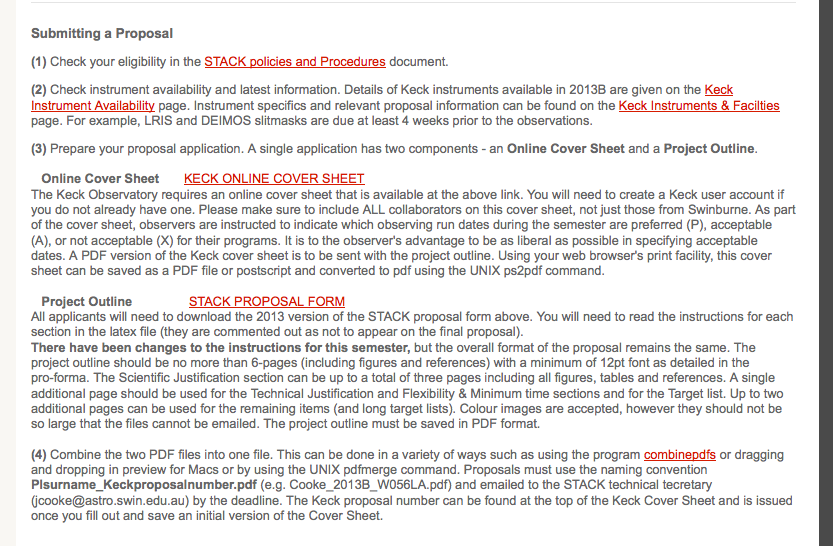 Submitting a Proposal
(1) Check your eligibility in the STACK policies and Procedures document.
(2) Check instrument availability and latest information. Details of Keck instruments available in 2013B are given on the Keck
Instrument Availability page. Instrument specifics and relevant proposal information can be found on the Keck Instruments & Facilties
page. For example, LRIS and DEIMOS slitmasks are due at least 4 weeks prior to the observations.
(3) Prepare your proposal application. A single application has two components - an Online Cover Sheet and a Project Outline.
Online Cover Sheet KECK ONLINE COVER SHEET
The Keck Observatory requires an online cover sheet that is available at the above link. You will need to create a Keck user account if
you do not already have one. Please make sure to include ALL collaborators on this cover sheet, not just those from Swinburne. As part
of the cover sheet, observers are instructed to indicate which observing run dates during the semester are preferred (P), acceptable
(A), or not acceptable (X) for their programs. It is to the observer's advantage to be as liberal as possible in specifying acceptable
dates. A PDF version of the Keck cover sheet is to be sent with the project outline. Using your web browser's print facility, this cover
sheet can be saved as a PDF file or postscript and converted to pdf using the UNIX ps2pdf command.
Project Outline STACK PROPOSAL FORM
All applicants will need to download the 2013 version of the STACK proposal form above. You will need to read the instructions for each
section in the latex file (they are commented out as not to appear on the final proposal).
There have been changes to the instructions for this semester, but the overall format of the proposal remains the same. The
project outline should be no more than 6-pages (including figures and references) with a minimum of 12pt font as detailed in the
pro-forma. The Scientific Justification section can be up to a total of three pages including all figures, tables and references. A single
additional page should be used for the Technical Justification and Flexibility & Minimum time sections and for the Target list. Up to two
additional pages can be used for the remaining items (and long target lists). Colour images are accepted, however they should not be
so large that the files cannot be emailed. The project outline must be saved in PDF format.
(4) Combine the two PDF files into one file. This can be done in a variety of ways such as using the program combinepdfs or dragging
and dropping in preview for Macs or by using the UNIX pdfmerge command. Proposals must use the naming convention
PIsurname_Keckproposalnumber.pdf (e.g. Cooke_2013B_W056LA.pdf) and emailed to the STACK technical tecretary
(jcooke@astro.swin.edu.au) by the deadline. The Keck proposal number can be found at the top of the Keck Cover Sheet and is issued
once you fill out and save an initial version of the Cover Sheet.